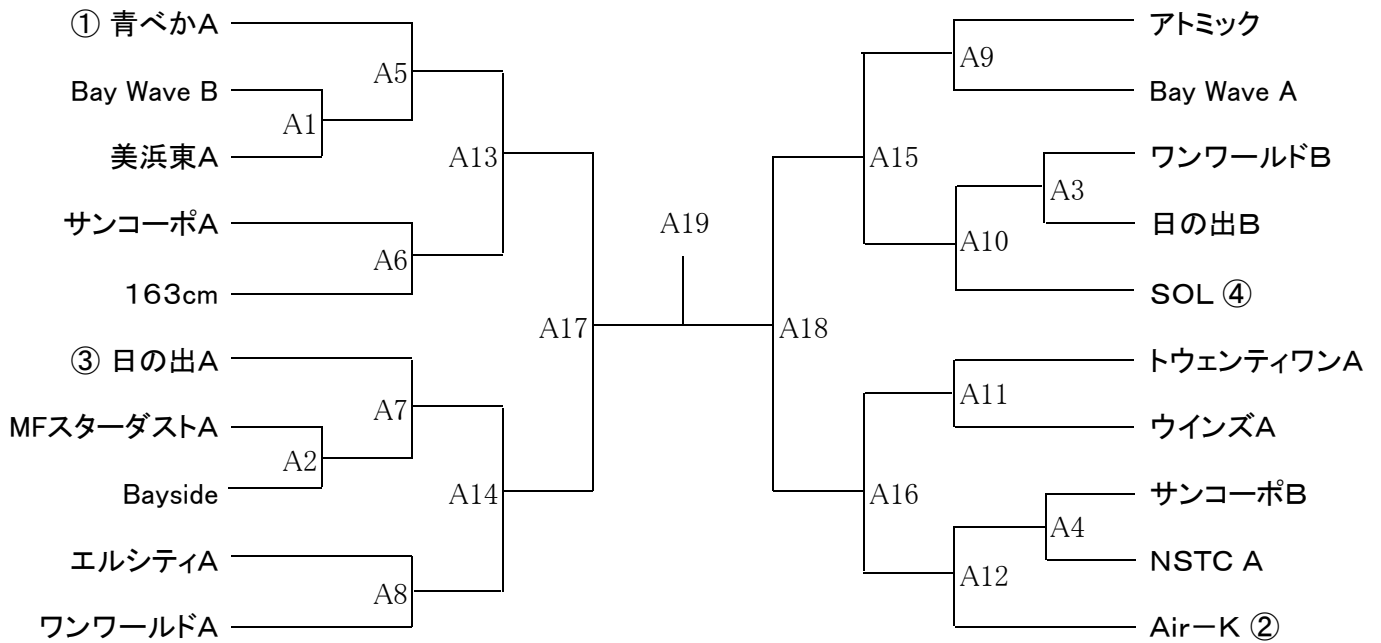 ① 青べかA
Bay Wave B
美浜東A
サンコーポA
163cm
③ 日の出A
MFスターダストA
Bayside
エルシティA
ワンワールドA
A1
A2
A5
A6
A7
A8
A13
A14
A17
A19
A18
A15
A16
A9
A10
A11
A12
A3
A4
アトミック
Bay Wave A
ワンワールドB
日の出B
SOL ④
トウェンティワンA
ウインズA
サンコーポB
NSTC A
Air－K ②